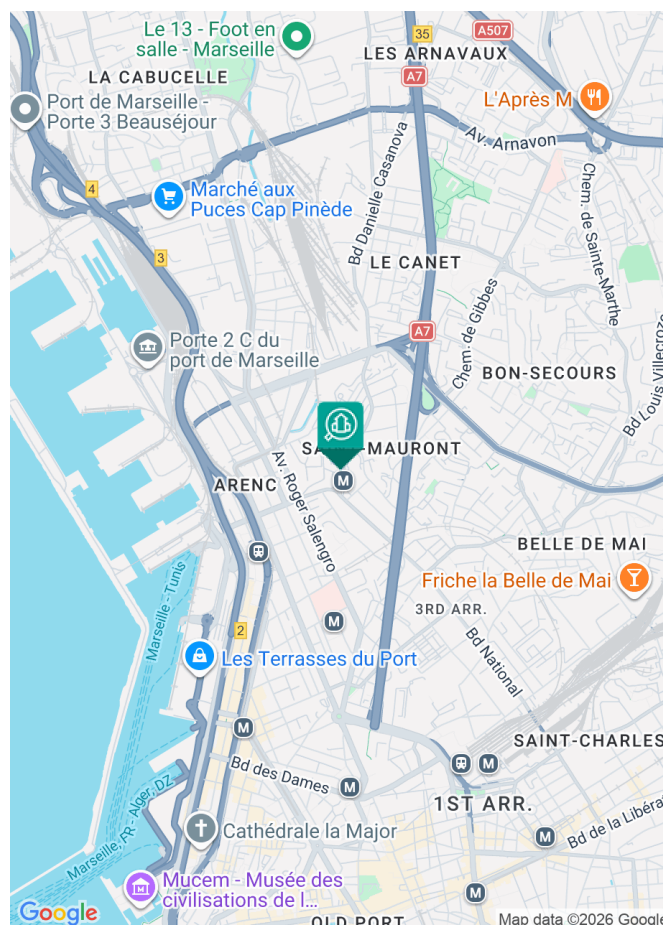 Le 13 - Foot en
salle - Marseille
35
A507
LES ARNAVAUX
LA CABUCELLE
A7
L'Après M
Port de Marseille -
Porte 3 Beauséjour
Av. Arnavon
Bd Danielle Casanova
4
Marché aux
Puces Cap Pinède
Chem. de Sainte-Marthe
3
LE CANET
Chem. de Gibbes
A7
Porte 2 C du
port de Marseille
BON-SECOURS
Bd Louis Villecroze
MAURONT
M
ARENC
Av. Roger Salengro
BELLE DE MAI
Friche la Belle de Mai
Marseille - Tunis
3RD ARR.
M
2
Bd National
Les Terrasses du Port
M
SAINT-CHARLES
M
Bd des Dames
M
1ST ARR.
Cathédrale la Major
M
Bd de la Libéra
Marseille, FR - Alger, DZ
Mucem - Musée des
civilisations de l...
M
OLD PORT
Google
Map data ©2026 Google